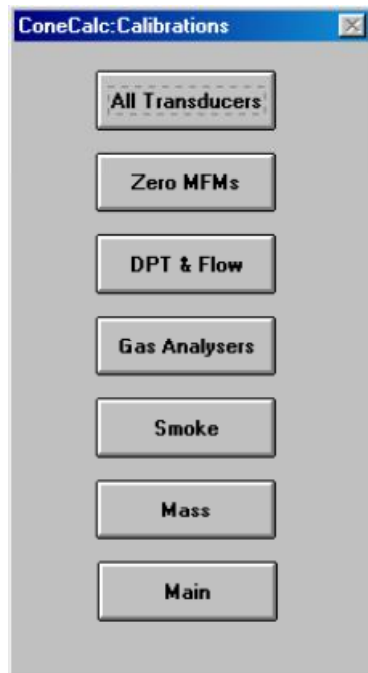 ConeCalc:Calibrations
All Transducers
Zero MFMs
DPT & Flow
Gas Analysers
Smoke
Mass
Main